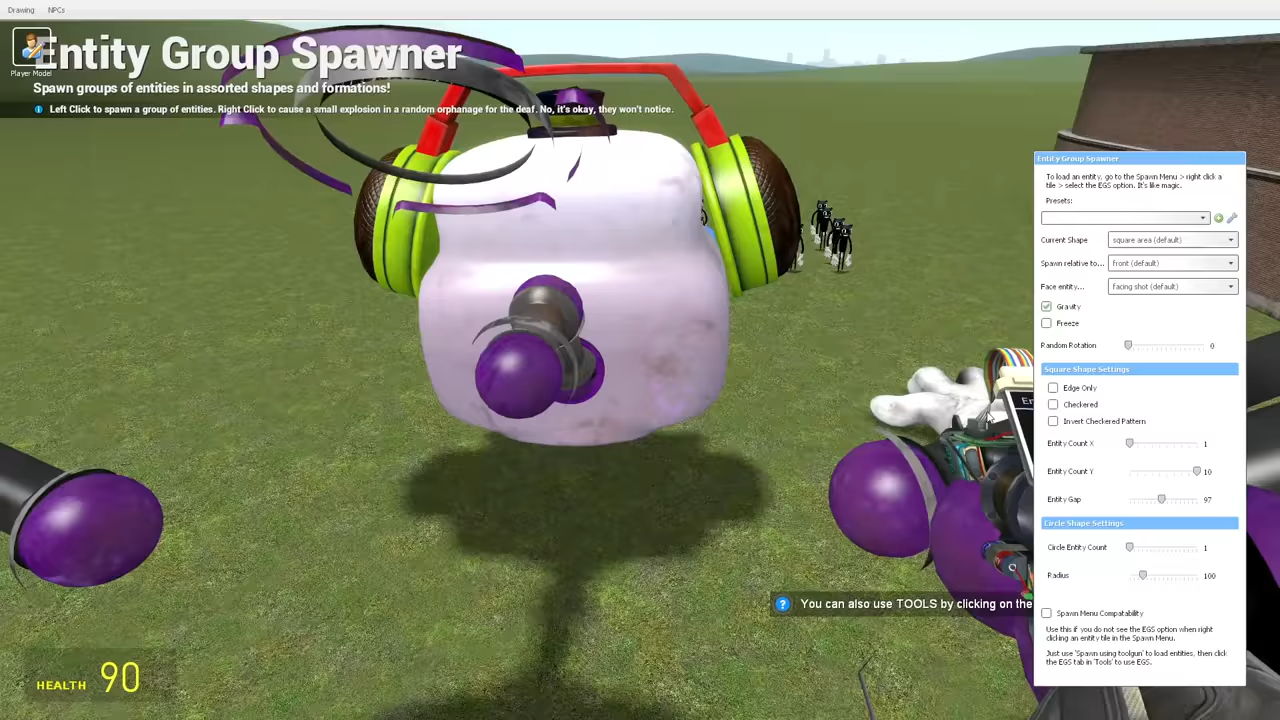 Drawing NPCs
Entity Group Spawner
Player Model
Spawn groups of entities in assorted shapes and formations!
Left Click to spawn a group of entities. Right Click to cause a small explosion in a random orphanage for the deaf. No, it's okay, they won't notice.
Entity Group Spawner
To load an entity, go to the Spawn Menu > right click a
tile > select the EGS option. It's like magic.
Presets:
Current Shape square area (default)
Spawn relative to... front (default)
Face entity... facing shot (default)
Gravity
Freeze
Random Rotation 0
Square Shape Settings
Edge Only
Checkered
Invert Checkered Pattern
Entity Count X 1
Entity Count Y 10
Entity Gap 97
Circle Shape Settings
Circle Entity Count 1
Radius 100
You can also use TOOLS by clicking on the
Spawn Menu Compatability
Use this if you do not see the EGS option when right
clicking an entity tile in the Spawn Menu.
Just use 'Spawn using toolgun' to load entities, then click
the EGS tab in 'Tools' to use EGS.
HEALTH 90